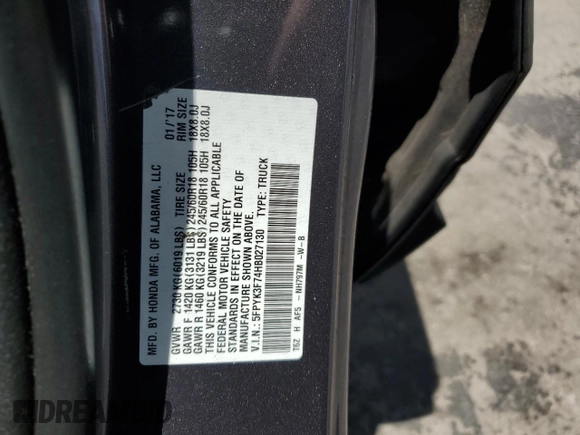 MFD. BY HONDA MFG. OF ALABAMA, LLC 01/'17
GVWR 2730 KG(6019 LBS) TIRE SIZE RIM SIZE
GAWR F 1420 KG(3131 LBS) 245/60R18 105H 18X8.0J
GAWR R 1460 KG(3219 LBS) 245/60R18 105H 18X8.0J
THIS VEHICLE CONFORMS TO ALL APPLICABLE
FEDERAL MOTOR VEHICLE SAFETY
STANDARDS IN EFFECT ON THE DATE OF
MANUFACTURE SHOWN ABOVE.
V.I.N.: 5FPYK3F74HB027130 TYPE: TRUCK
T6Z H AF5 - NH797M -W-B
IDREAMBID